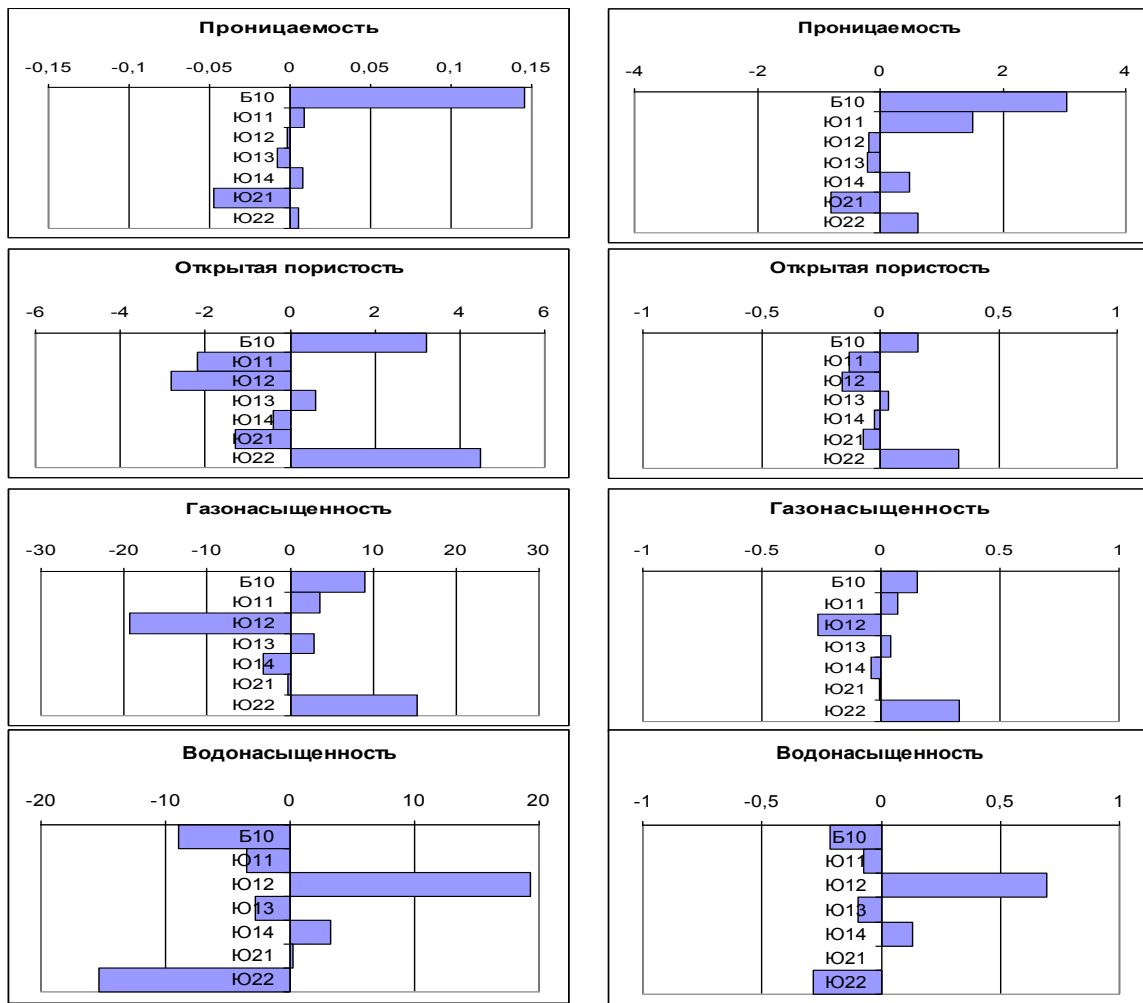 Проницаемость
-0,15 -0,1 -0,05 0 0,05 0,1 0,15
Б10
Ю11
Ю12
Ю13
Ю14
Ю21
Ю22
Проницаемость
-4 -2 0 2 4
Б10
Ю11
Ю12
Ю13
Ю14
Ю21
Ю22
Открытая пористость
-6 -4 -2 0 2 4 6
Б10
Ю11
Ю12
Ю13
Ю14
Ю21
Ю22
Открытая пористость
-1 -0,5 0 0,5 1
Б10
Ю11
Ю12
Ю13
Ю14
Ю21
Ю22
Газонасыщенность
-30 -20 -10 0 10 20 30
Б10
Ю11
Ю12
Ю13
Ю14
Ю21
Ю22
Газонасыщенность
-1 -0.5 0 0.5 1
Б10
Ю11
Ю12
Ю13
Ю14
Ю21
Ю22
Водонасыщенность
-20 -10 0 10 20
Б10
Ю11
Ю12
Ю13
Ю14
Ю21
Ю22
Водонасыщенность
-1 -0,5 0 0,5 1
Б10
Ю11
Ю12
Ю13
Ю14
Ю21
Ю22